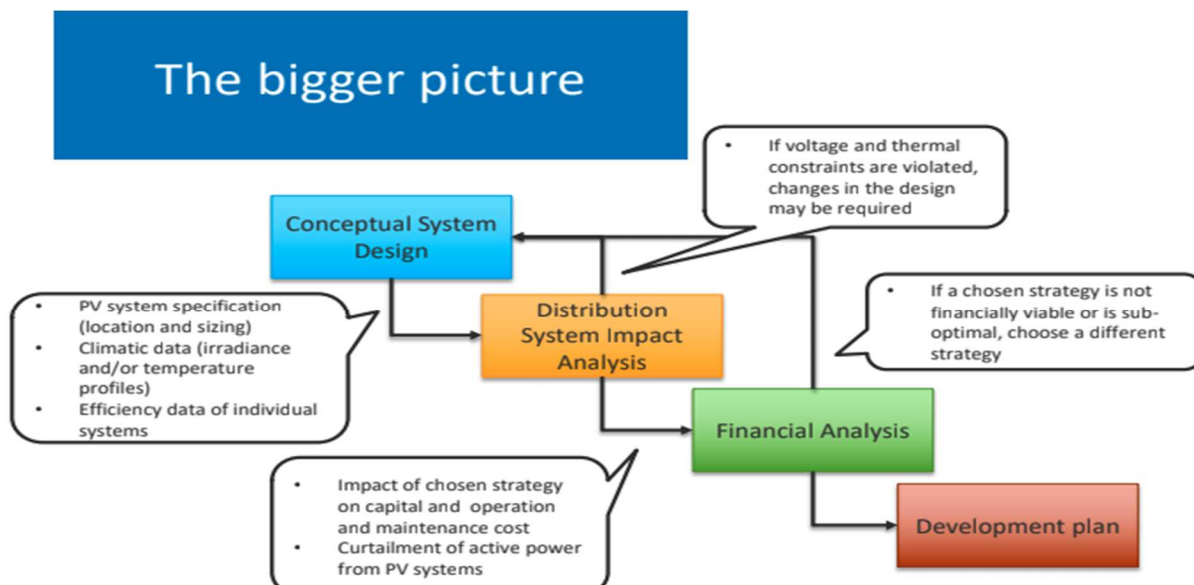 The bigger picture
• If voltage and thermal
constraints are violated,
changes in the design
may be required
Conceptual System
Design
• PV system specification
(location and sizing)
• Climatic data (irradiance
and/or temperature
profiles)
• Efficiency data of individual
systems
Distribution
System Impact
Analysis
• If a chosen strategy is not
financially viable or is sub-
optimal, choose a different
strategy
Financial Analysis
• Impact of chosen strategy
on capital and operation
and maintenance cost
• Curtailment of active power
from PV systems
Development plan